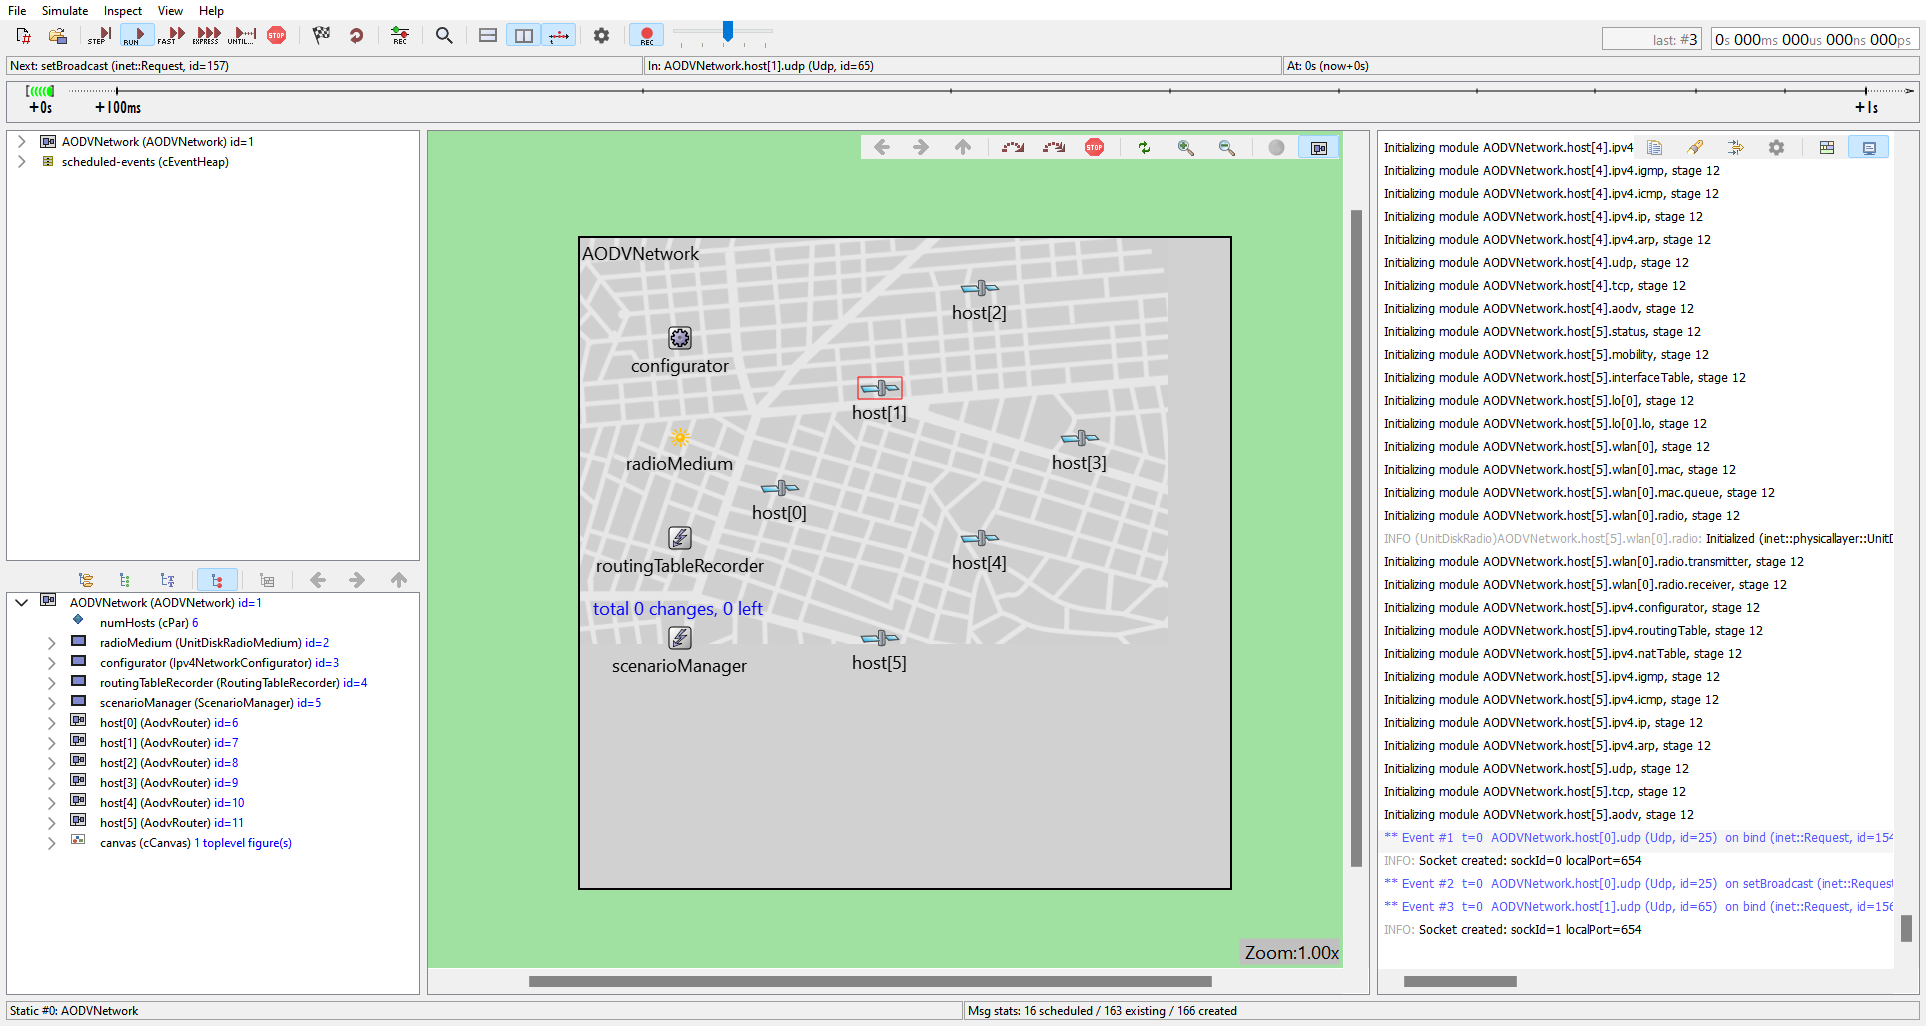 File Simulate Inspect View Help
STEP RUN FAST EXPRESS UNTIL... STOP REC REC
last: #3 0s 000ms 000us 000ns 000ps
Next: setBroadcast (inet::Request, id=157) In: AODVNetwork.host[1].udp (Udp, id=65) At: 0s (now+0s)
+0s +100ms +1s
AODVNetwork (AODVNetwork) id=1
scheduled-events (cEventHeap)
AODVNetwork (AODVNetwork) id=1
numHosts (cPar) 6
radioMedium (UnitDiskRadioMedium) id=2
configurator (Ipv4NetworkConfigurator) id=3
routingTableRecorder (RoutingTableRecorder) id=4
scenarioManager (ScenarioManager) id=5
host[0] (AodvRouter) id=6
host[1] (AodvRouter) id=7
host[2] (AodvRouter) id=8
host[3] (AodvRouter) id=9
host[4] (AodvRouter) id=10
host[5] (AodvRouter) id=11
canvas (cCanvas) 1 toplevel figure(s)
STOP
AODVNetwork
host[2]
configurator
host[1]
radioMedium
host[3]
host[0]
routingTableRecorder
host[4]
total 0 changes, 0 left
scenarioManager
host[5]
Zoom:1.00x
Initializing module AODVNetwork.host[4].ipv4
Initializing module AODVNetwork.host[4].ipv4.igmp, stage 12
Initializing module AODVNetwork.host[4].ipv4.icmp, stage 12
Initializing module AODVNetwork.host[4].ipv4.ip, stage 12
Initializing module AODVNetwork.host[4].ipv4.arp, stage 12
Initializing module AODVNetwork.host[4].udp, stage 12
Initializing module AODVNetwork.host[4].tcp, stage 12
Initializing module AODVNetwork.host[4].aodv, stage 12
Initializing module AODVNetwork.host[5].status, stage 12
Initializing module AODVNetwork.host[5].mobility, stage 12
Initializing module AODVNetwork.host[5].interfaceTable, stage 12
Initializing module AODVNetwork.host[5].lo[0], stage 12
Initializing module AODVNetwork.host[5].lo[0].lo, stage 12
Initializing module AODVNetwork.host[5].wlan[0], stage 12
Initializing module AODVNetwork.host[5].wlan[0].mac, stage 12
Initializing module AODVNetwork.host[5].wlan[0].mac.queue, stage 12
Initializing module AODVNetwork.host[5].wlan[0].radio, stage 12
INFO (UnitDiskRadio)AODVNetwork.host[5].wlan[0].radio: Initialized (inet::physicallayer::UnitD
Initializing module AODVNetwork.host[5].wlan[0].radio.transmitter, stage 12
Initializing module AODVNetwork.host[5].wlan[0].radio.receiver, stage 12
Initializing module AODVNetwork.host[5].ipv4.configurator, stage 12
Initializing module AODVNetwork.host[5].ipv4.routingTable, stage 12
Initializing module AODVNetwork.host[5].ipv4.natTable, stage 12
Initializing module AODVNetwork.host[5].ipv4.igmp, stage 12
Initializing module AODVNetwork.host[5].ipv4.icmp, stage 12
Initializing module AODVNetwork.host[5].ipv4.ip, stage 12
Initializing module AODVNetwork.host[5].ipv4.arp, stage 12
Initializing module AODVNetwork.host[5].udp, stage 12
Initializing module AODVNetwork.host[5].tcp, stage 12
Initializing module AODVNetwork.host[5].aodv, stage 12
** Event #1 t=0 AODVNetwork.host[0].udp (Udp, id=25) on bind (inet::Request, id=154
INFO: Socket created: sockId=0 localPort=654
** Event #2 t=0 AODVNetwork.host[0].udp (Udp, id=25) on setBroadcast (inet::Request
** Event #3 t=0 AODVNetwork.host[1].udp (Udp, id=65) on bind (inet::Request, id=156
INFO: Socket created: sockId=1 localPort=654
Static #0: AODVNetwork Msg stats: 16 scheduled / 163 existing / 166 created